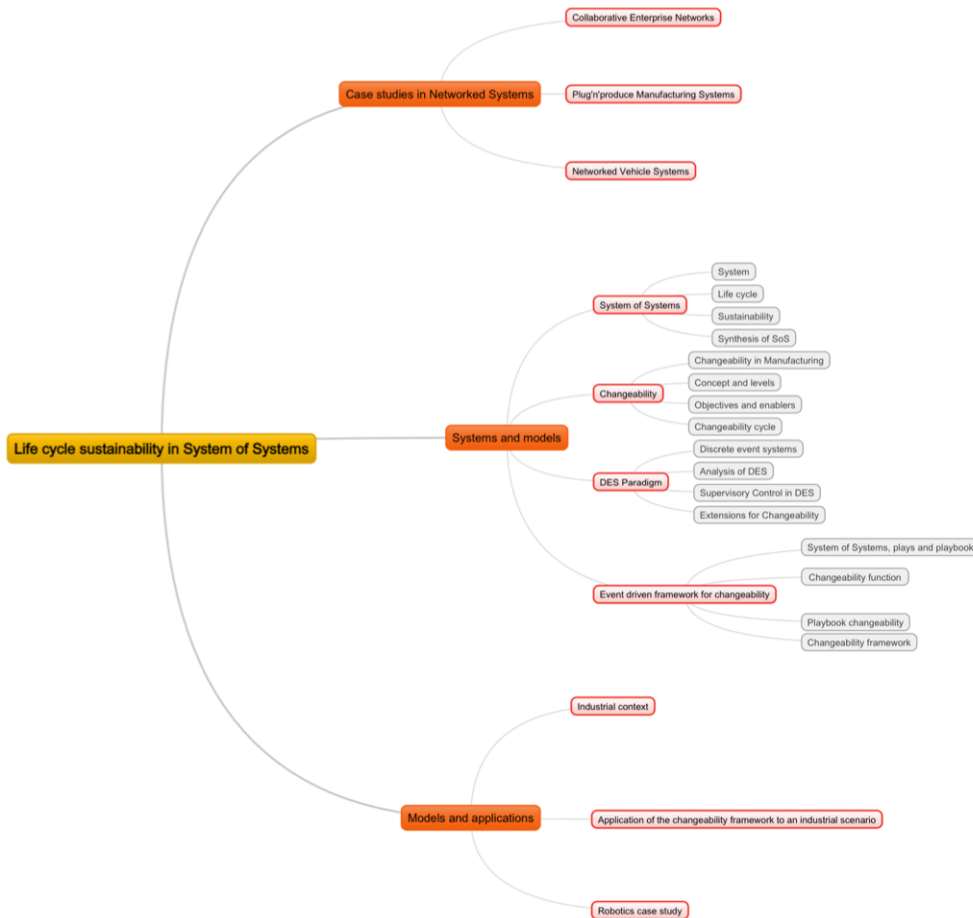 Collaborative Enterprise Networks
Case studies in Networked Systems
Plug'n'produce Manufacturing Systems
Networked Vehicle Systems
System
Life cycle
System of Systems
Sustainability
Synthesis of SoS
Changeability in Manufacturing
Concept and levels
Changeability
Objectives and enablers
Changeability cycle
Life cycle sustainability in System of Systems
Systems and models
Discrete event systems
Analysis of DES
DES Paradigm
Supervisory Control in DES
Extensions for Changeability
System of Systems, plays and playbook
Changeability function
Event driven framework for changeability
Playbook changeability
Changeability framework
Industrial context
Models and applications
Application of the changeability framework to an industrial scenario
Robotics case study